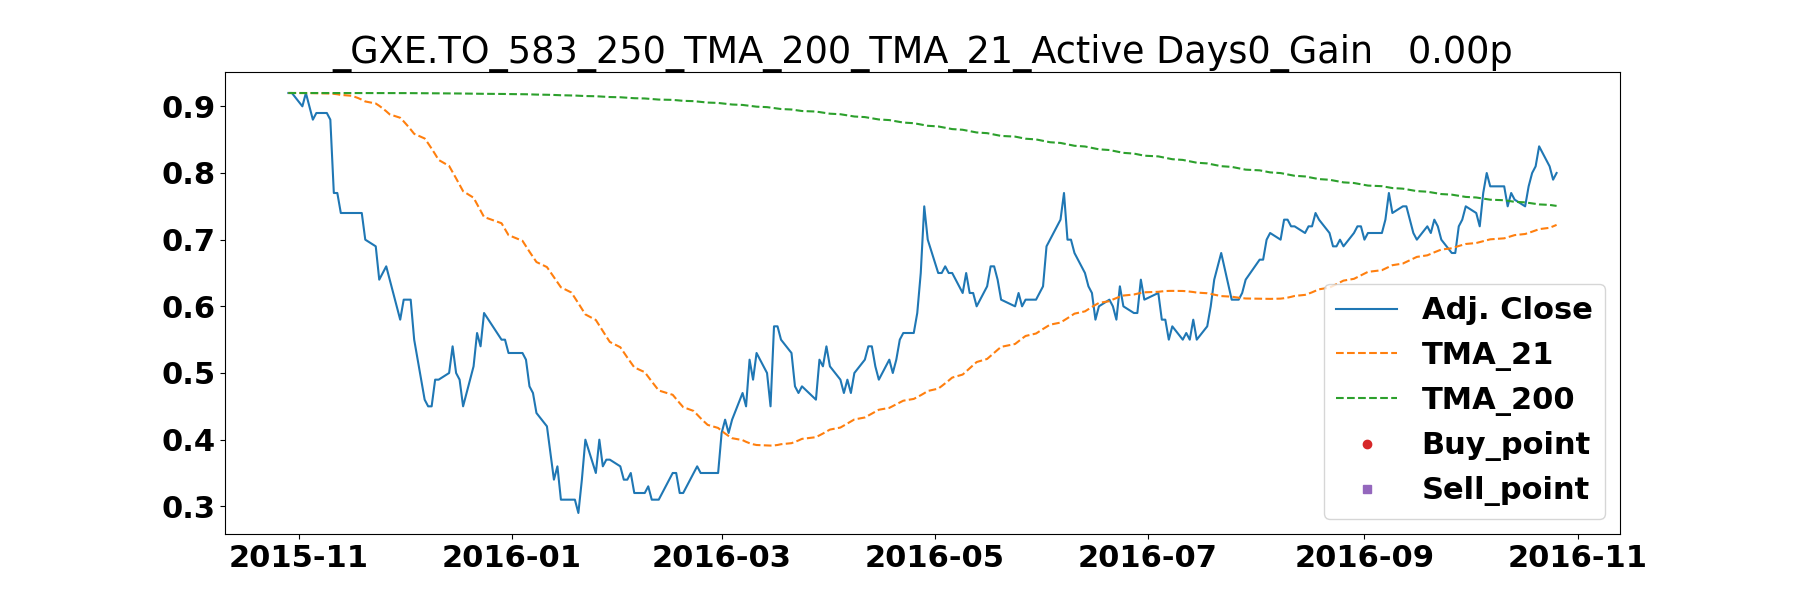 _GXE.TO_583_250_TMA_200_TMA_21_Active Days0_Gain   0.00p
0.9
0.8
0.7
0.6
0.5
0.4
0.3
2015-11 2016-01 2016-03 2016-05 2016-07 2016-09 2016-11
Adj. Close
TMA_21
TMA_200
Buy_point
Sell_point